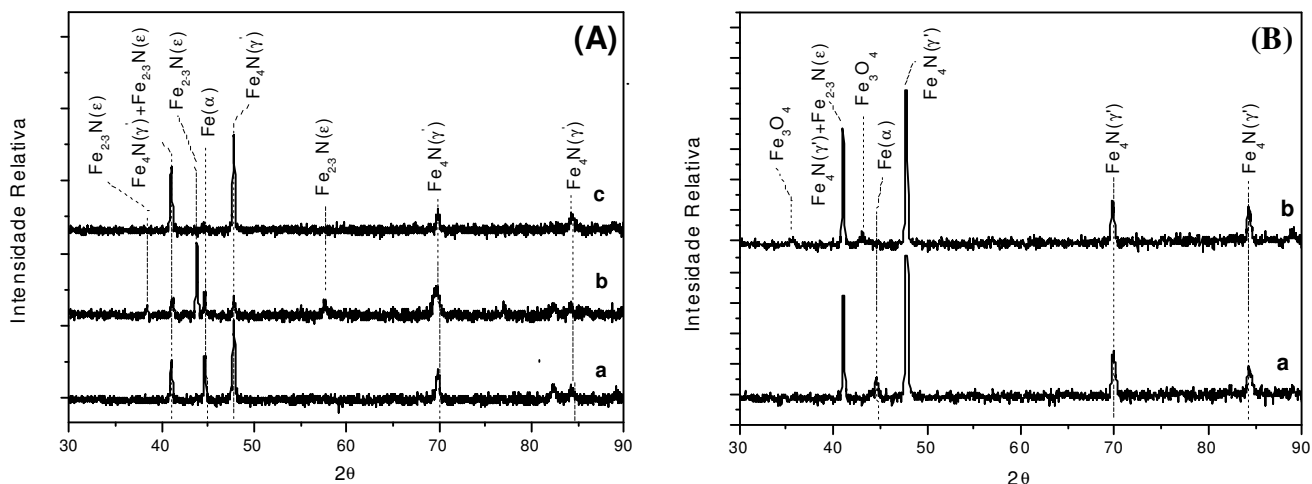 (A)
Fe2-3N(ε)
Fe4N(γ')+Fe2-3N(ε)
Fe2-3N(ε)
Fe(α)
Fe4N(γ')
Fe2-3N(ε)
Fe4N(γ')
Fe4N(γ')
c
b
a
Intensidade Relativa
30 40 50 60 70 80 90
2θ
(B)
Fe3O4
Fe4N(γ')+Fe2-3N(ε)
Fe3O4
Fe(α)
Fe4N(γ')
Fe4N(γ')
Fe4N(γ')
b
a
Intesidade Relativa
30 40 50 60 70 80 90
2θ